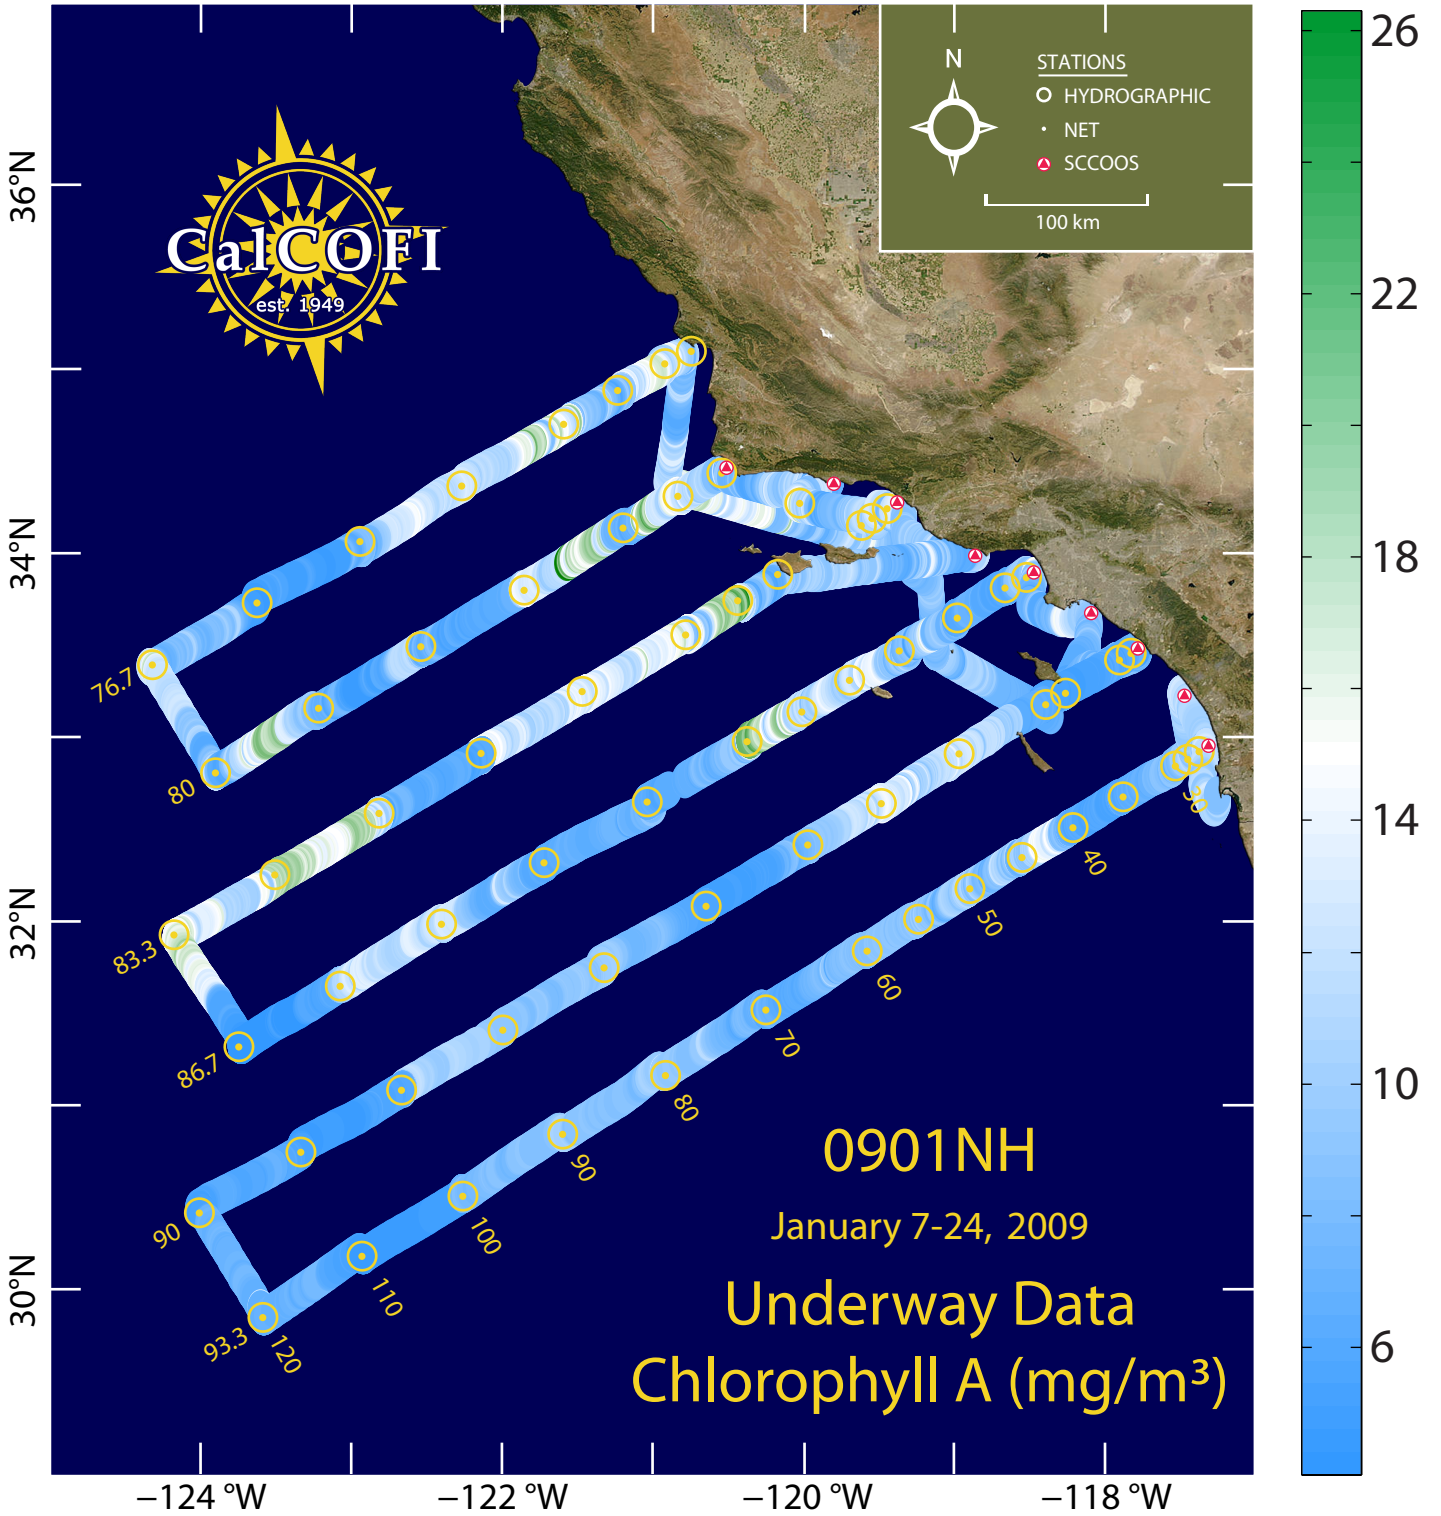 N
STATIONS
HYDROGRAPHIC
NET
SCCOOS
100 km
CalCOFI
est. 1949
36°N
34°N
32°N
30°N
76.7
80
83.3
86.7
90
93.3
30
40
50
60
70
80
90
100
110
120
0901NH
January 7-24, 2009
Underway Data
Chlorophyll A (mg/m³)
−124 °W
−122 °W
−120 °W
−118 °W
26
22
18
14
10
6